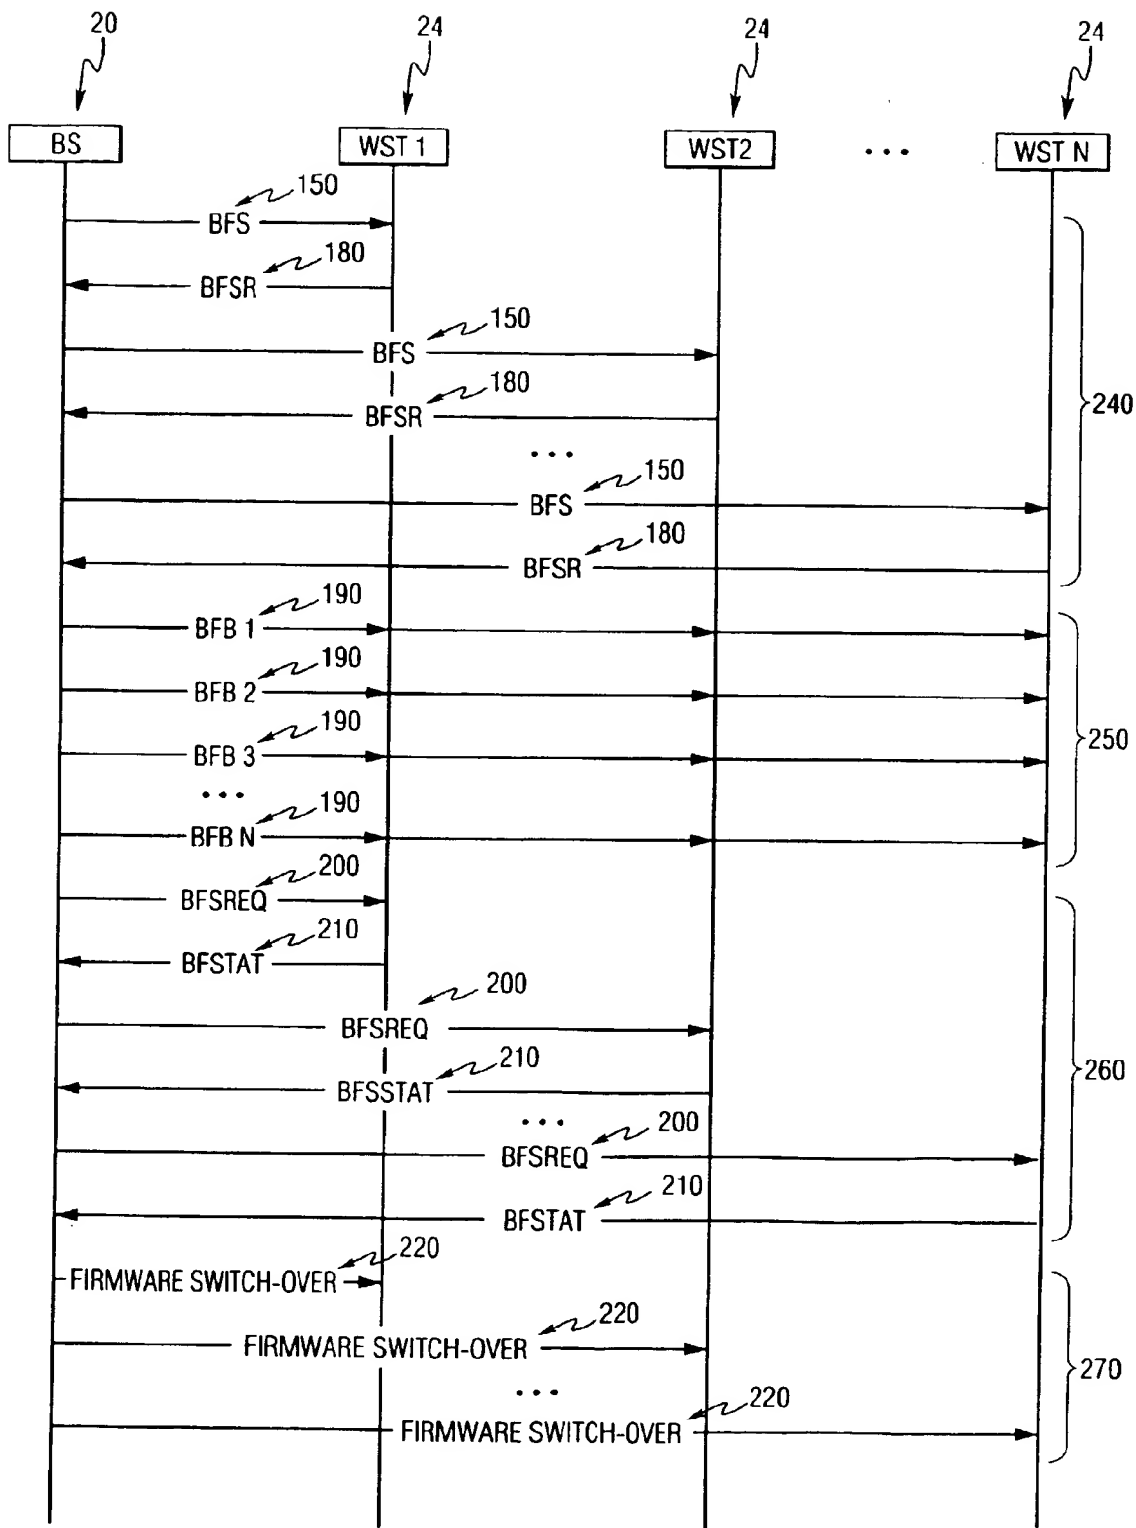 20
24
24
24
BS
WST 1
WST2
• • •
WST N
150
BFS
180
BFSR
150
BFS
180
BFSR
240
• • •
150
BFS
180
BFSR
190
BFB 1
190
BFB 2
190
BFB 3
250
• • •
190
BFB N
200
BFSREQ
210
BFSTAT
200
BFSREQ
210
BFSSTAT
260
• • •
200
BFSREQ
210
BFSTAT
220
FIRMWARE SWITCH-OVER
220
FIRMWARE SWITCH-OVER
270
• • •
220
FIRMWARE SWITCH-OVER